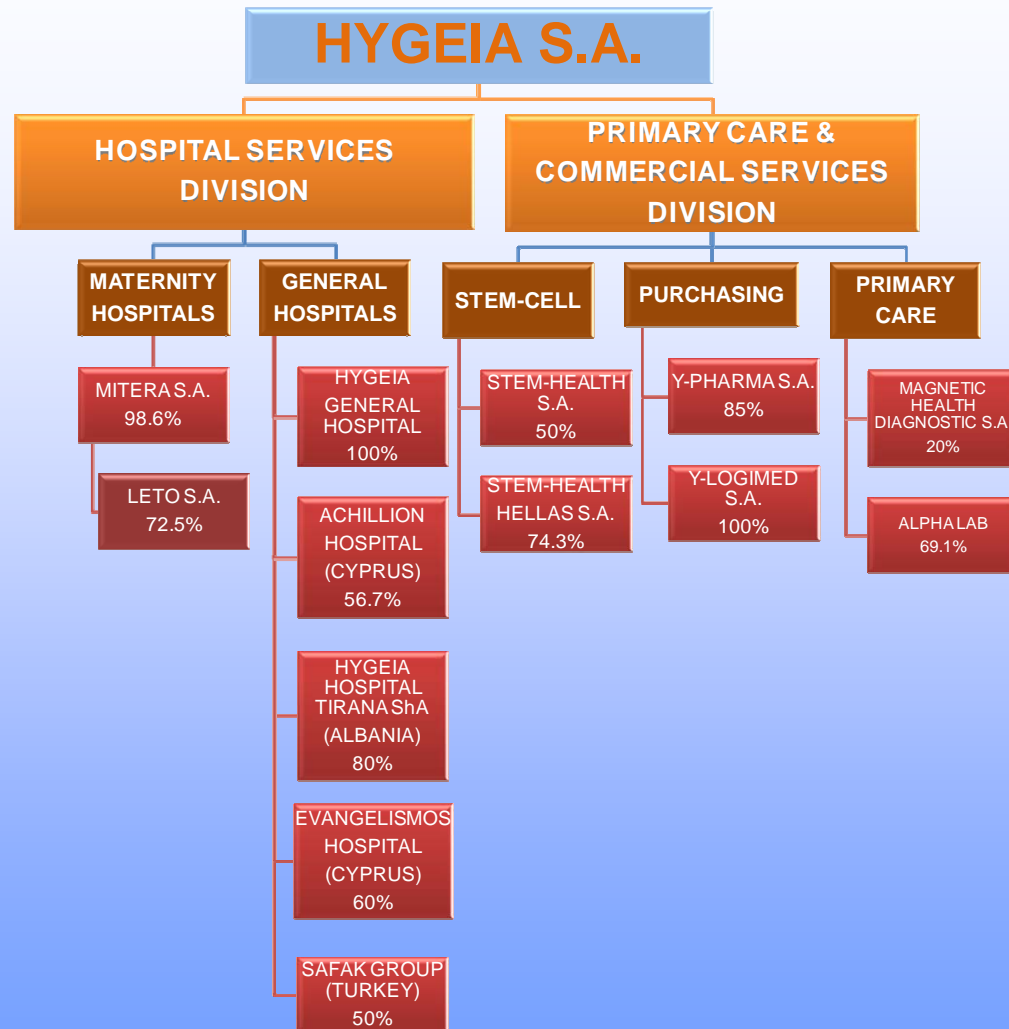 HYGEIA S.A.
HOSPITAL SERVICES
DIVISION
PRIMARY CARE &
COMMERCIAL SERVICES
DIVISION
MATERNITY
HOSPITALS
GENERAL
HOSPITALS
STEM-CELL
PURCHASING
PRIMARY
CARE
MITERA S.A.
98.6%
LETO S.A.
72.5%
HYGEIA
GENERAL
HOSPITAL
100%
ACHILLION
HOSPITAL
(CYPRUS)
56.7%
HYGEIA
HOSPITAL
TIRANA ShA
(ALBANIA)
80%
EVANGELISMOS
HOSPITAL
(CYPRUS)
60%
SAFAK GROUP
(TURKEY)
50%
STEM-HEALTH
S.A.
50%
STEM-HEALTH
HELLAS S.A.
74.3%
Y-PHARMA S.A.
85%
Y-LOGIMED
S.A.
100%
MAGNETIC
HEALTH
DIAGNOSTIC S.A
20%
ALPHA LAB
69.1%